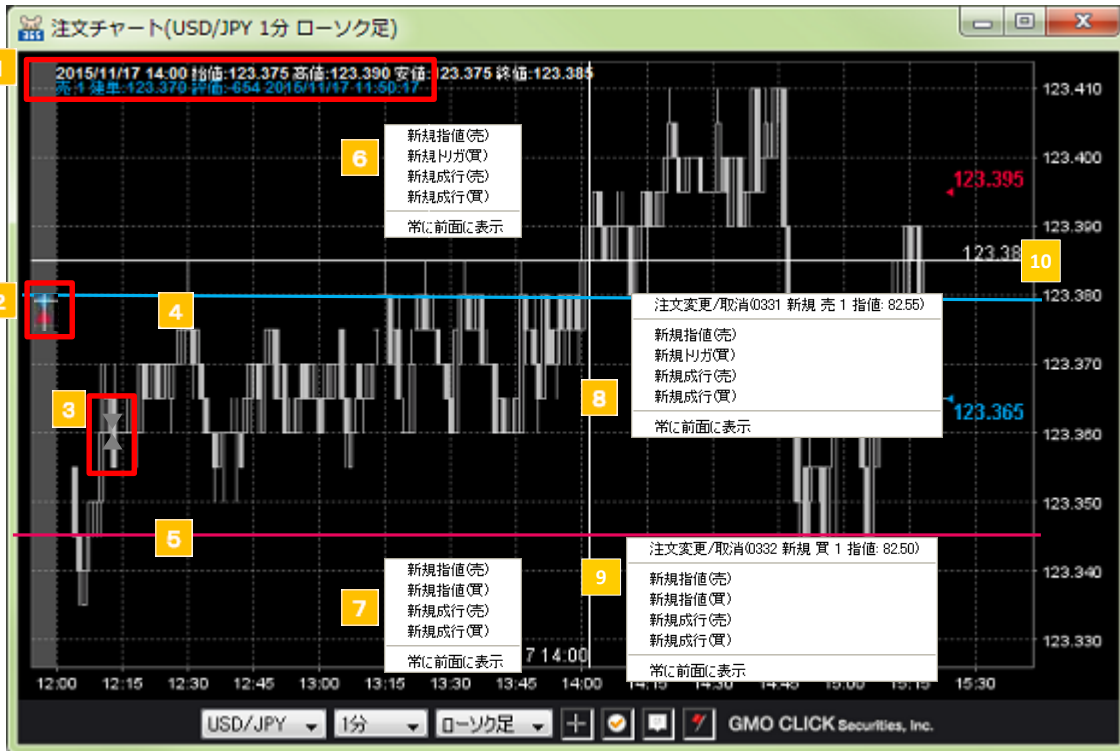 注文チャート(USD/JPY 1分 ローソク足)
1
2015/11/17 14:00 始値:123.375 高値:123.390 安値:123.375 終値:123.385
売:1 建単:123.370 評価:-654 2015/11/17 11:50:17
123.410
6
新規指値(売)
新規トリガ(買)
新規成行(売)
新規成行(買)
常に前面に表示
123.400
123.395
123.390
123.38
10
2
4
123.380
注文変更/取消(0331 新規 売 1 指値: 82.55)
新規指値(売)
新規トリガ(買)
新規成行(売)
新規成行(買)
常に前面に表示
8
123.370
3
123.365
123.360
123.350
5
注文変更/取消(0332 新規 買 1 指値: 82.50)
新規指値(売)
新規指値(買)
新規成行(売)
新規成行(買)
常に前面に表示
9
7
新規指値(売)
新規指値(買)
新規成行(売)
新規成行(買)
常に前面に表示
123.340
123.330
7 14:00
12:00 12:15 12:30 12:45 13:00 13:15 13:30 13:45 14:00 14:15 14:30 14:45 15:00 15:15 15:30
USD/JPY 1分 ローソク足 GMO CLICK Securities, Inc.